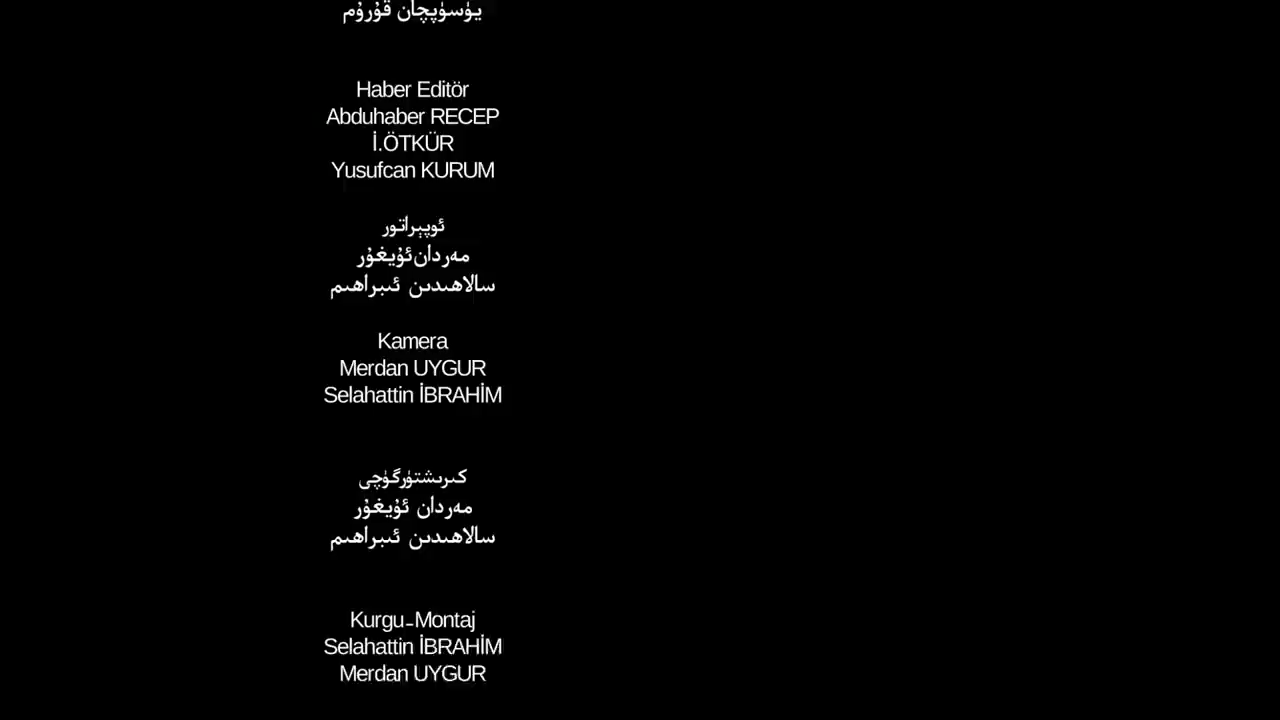 يۈسۈپچان قۇرۇم
Haber Editör
Abduhaber RECEP
İ.ÖTKÜR
Yusufcan KURUM
ئوپېراتور
مەردان ئۇيغۇر
سالاھىدىن ئىبراھىم
Kamera
Merdan UYGUR
Selahattin İBRAHİM
كىرىشتۈرگۈچى
مەردان ئۇيغۇر
سالاھىدىن ئىبراھىم
Kurgu-Montaj
Selahattin İBRAHİM
Merdan UYGUR